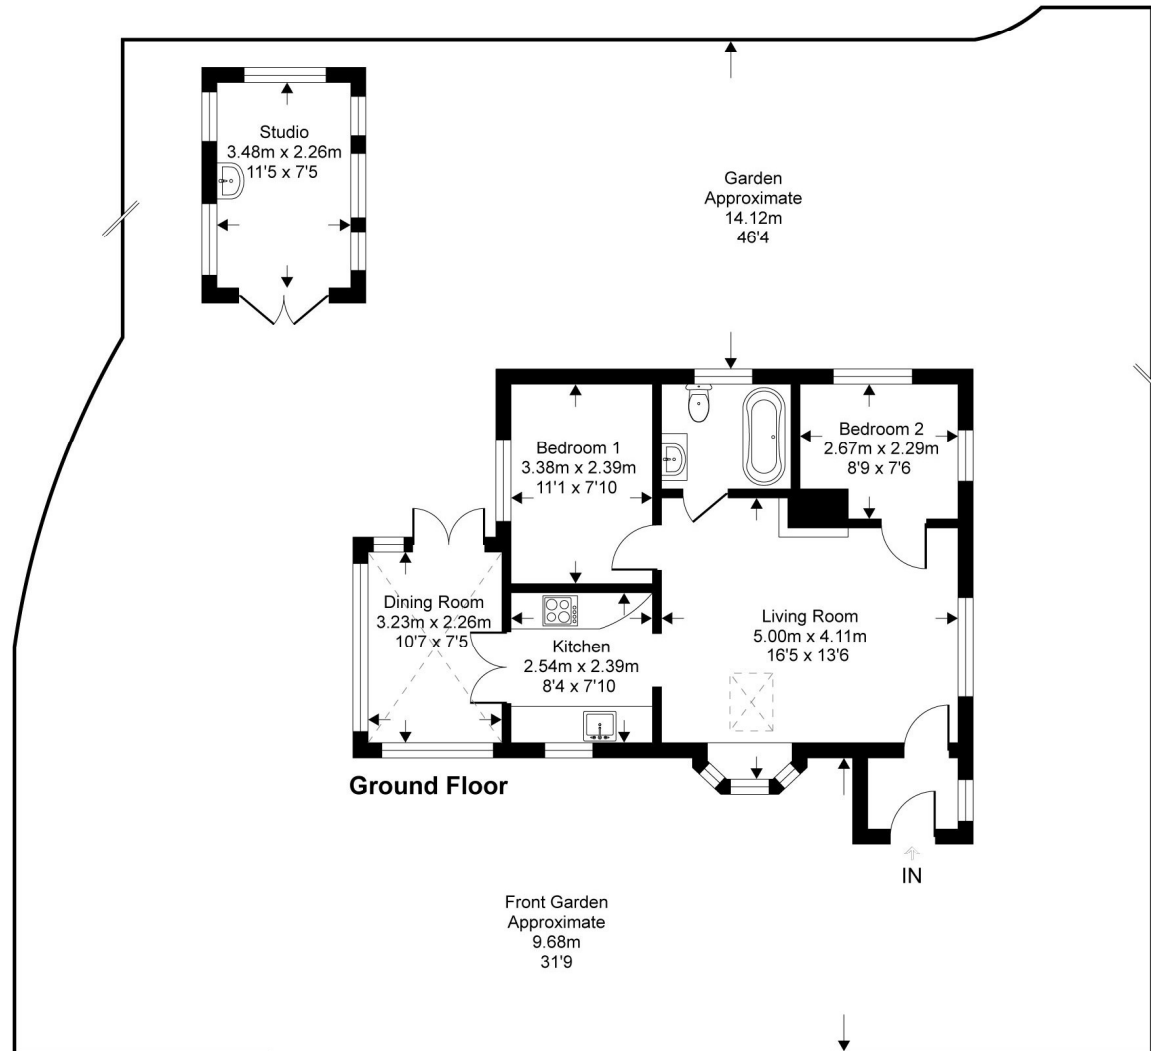 Studio
3.48m x 2.26m
11'5 x 7'5
Garden
Approximate
14.12m
46'4
Bedroom 1
3.38m x 2.39m
11'1 x 7'10
Bedroom 2
2.67m x 2.29m
8'9 x 7'6
Dining Room
3.23m x 2.26m
10'7 x 7'5
Kitchen
2.54m x 2.39m
8'4 x 7'10
Living Room
5.00m x 4.11m
16'5 x 13'6
Ground Floor
IN
Front Garden
Approximate
9.68m
31'9